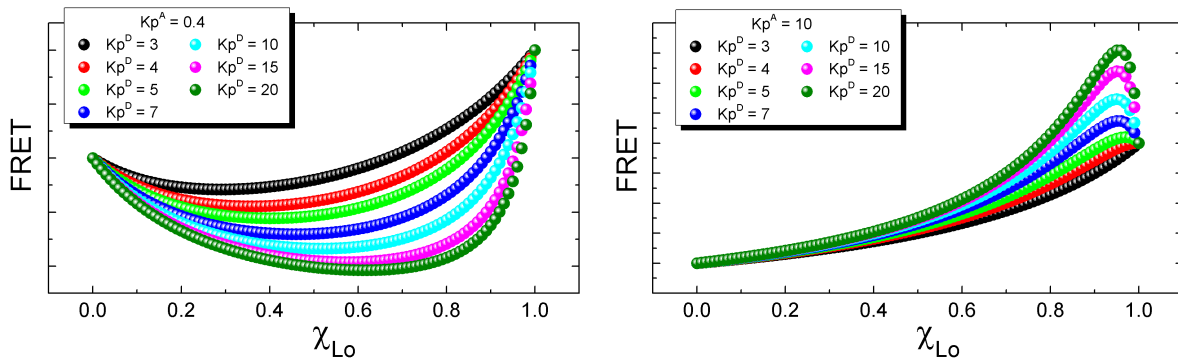 Kp^A = 0.4
Kp^D = 3
Kp^D = 10
Kp^D = 4
Kp^D = 15
Kp^D = 5
Kp^D = 20
Kp^D = 7
FRET
0.0 0.2 0.4 0.6 0.8 1.0
χ_Lo
Kp^A = 10
Kp^D = 3
Kp^D = 10
Kp^D = 4
Kp^D = 15
Kp^D = 5
Kp^D = 20
Kp^D = 7
FRET
0.0 0.2 0.4 0.6 0.8 1.0
χ_Lo